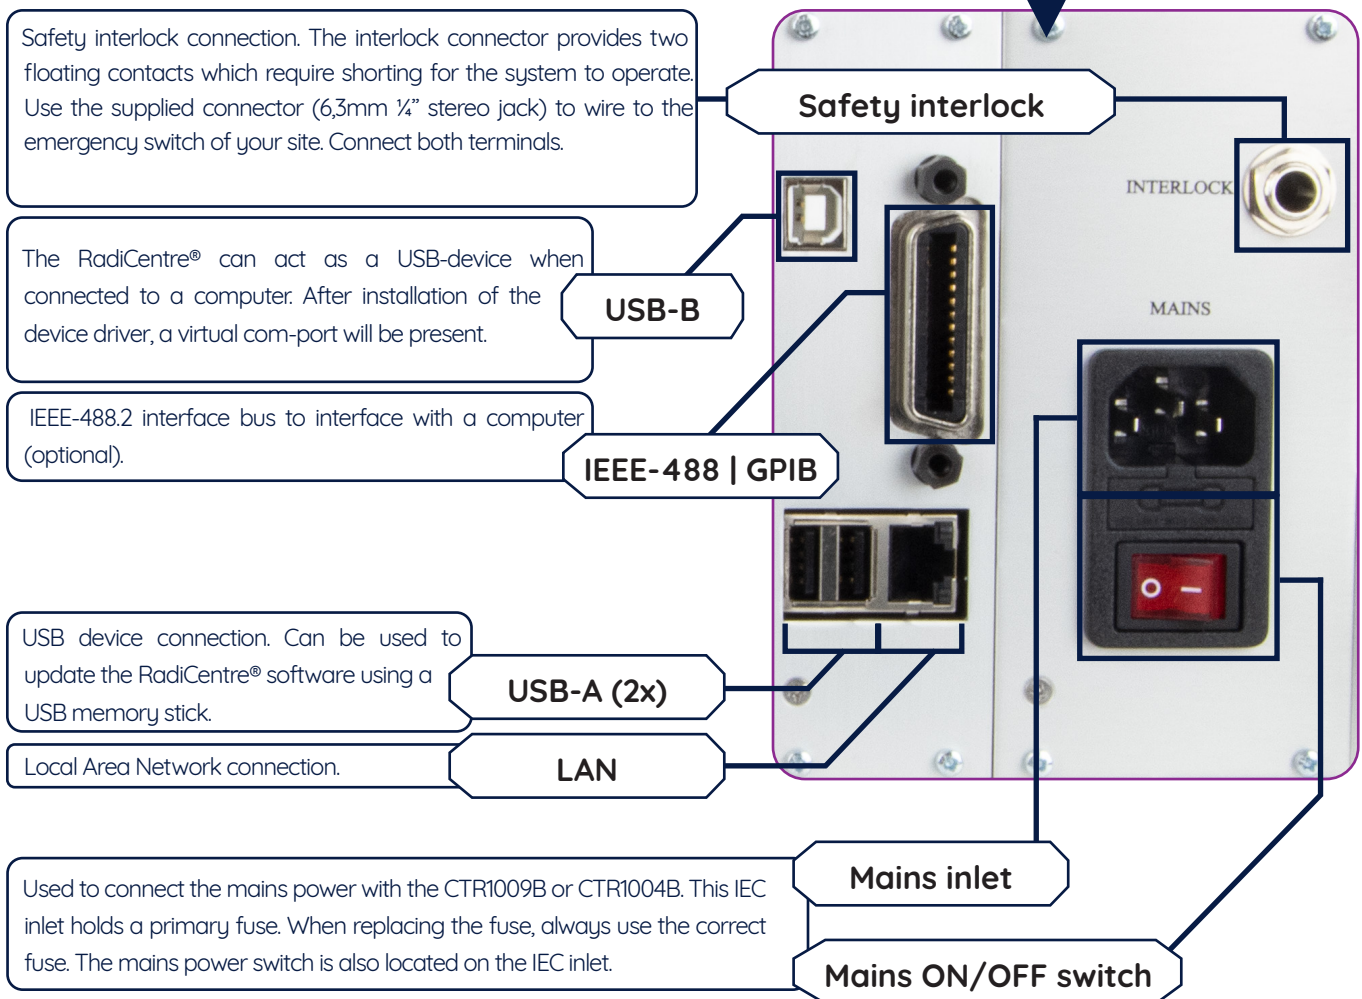 Safety interlock connection. The interlock connector provides two
floating contacts which require shorting for the system to operate.
Use the supplied connector (6,3mm ¼” stereo jack) to wire to the
emergency switch of your site. Connect both terminals.
Safety interlock
INTERLOCK
The RadiCentre® can act as a USB-device when
connected to a computer. After installation of the
device driver, a virtual com-port will be present.
USB-B
MAINS
IEEE-488.2 interface bus to interface with a computer
(optional).
IEEE-488 | GPIB
O –
USB device connection. Can be used to
update the RadiCentre® software using a
USB memory stick.
USB-A (2x)
Local Area Network connection.
LAN
Used to connect the mains power with the CTR1009B or CTR1004B. This IEC
inlet holds a primary fuse. When replacing the fuse, always use the correct
fuse. The mains power switch is also located on the IEC inlet.
Mains inlet
Mains ON/OFF switch